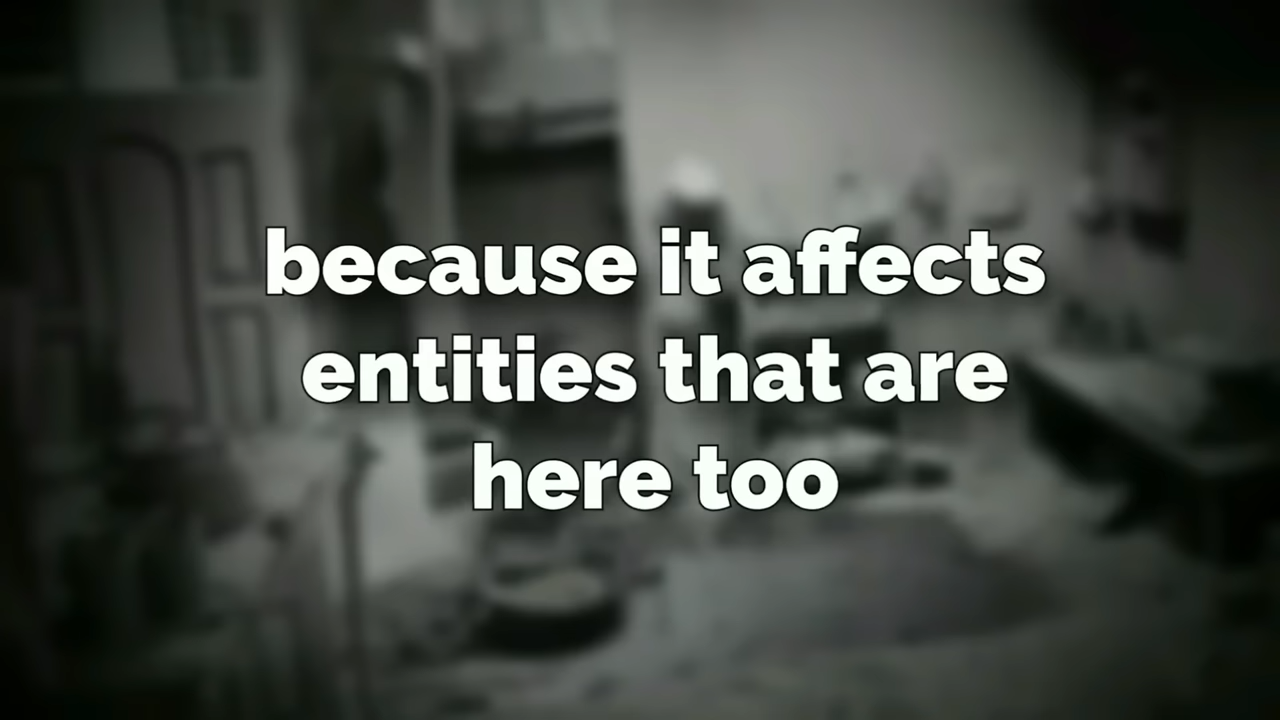 because it affects
entities that are
here too